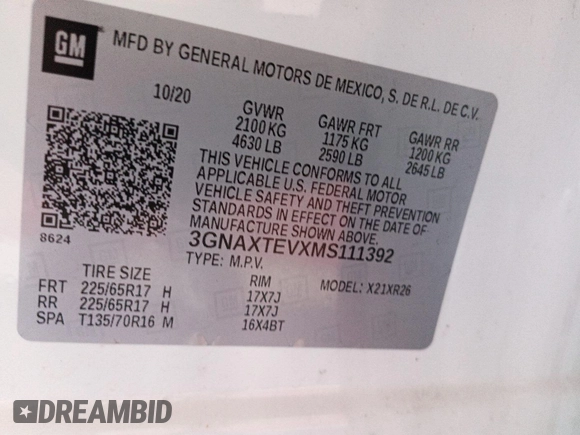 GM
MFD BY GENERAL MOTORS DE MEXICO, S. DE R.L. DE C.V.
10/20
GVWR GAWR FRT GAWR RR
2100 KG 1175 KG 1200 KG
4630 LB 2590 LB 2645 LB
THIS VEHICLE CONFORMS TO ALL
APPLICABLE U.S. FEDERAL MOTOR
VEHICLE SAFETY AND THEFT PREVENTION
STANDARDS IN EFFECT ON THE DATE OF
MANUFACTURE SHOWN ABOVE.
8624
3GNAXTEVXMS111392
TYPE: M.P.V.
TIRE SIZE RIM MODEL: X21XR26
FRT 225/65R17 H 17X7J
RR 225/65R17 H 17X7J
SPA T135/70R16 M 16X4BT
DREAMBID